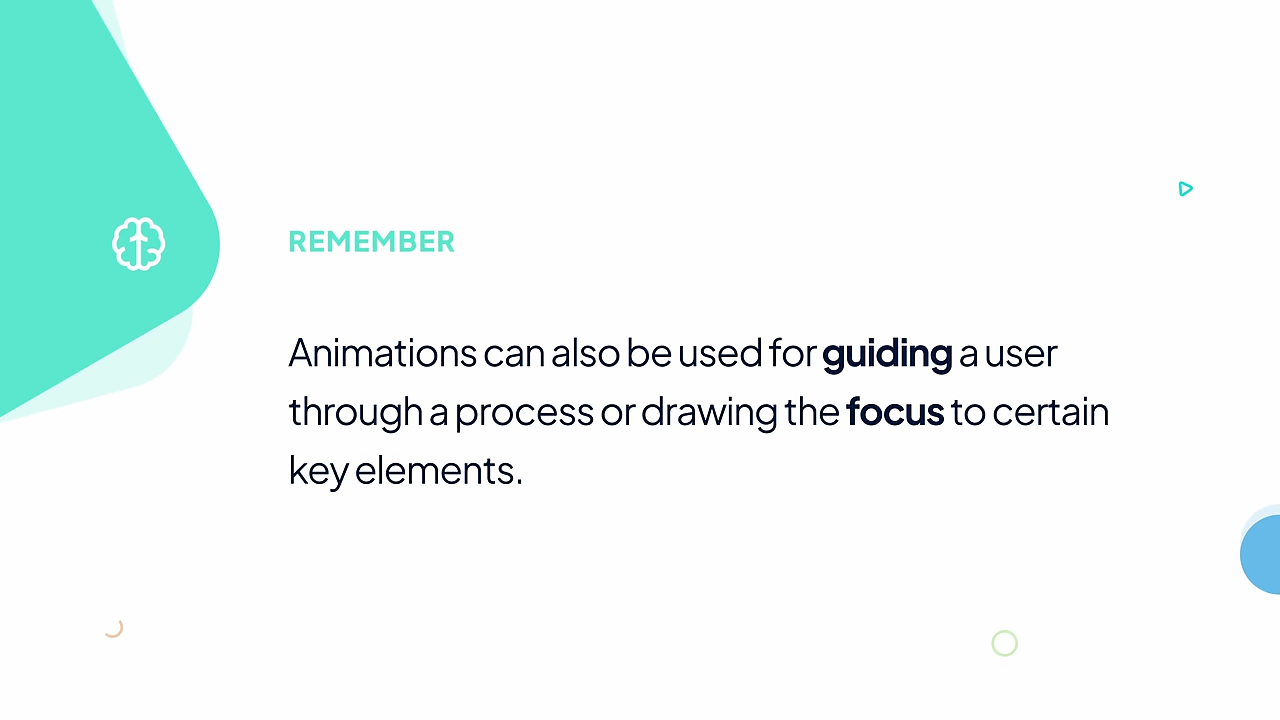 REMEMBER
Animations can also be used for guiding a user
through a process or drawing the focus to certain
key elements.